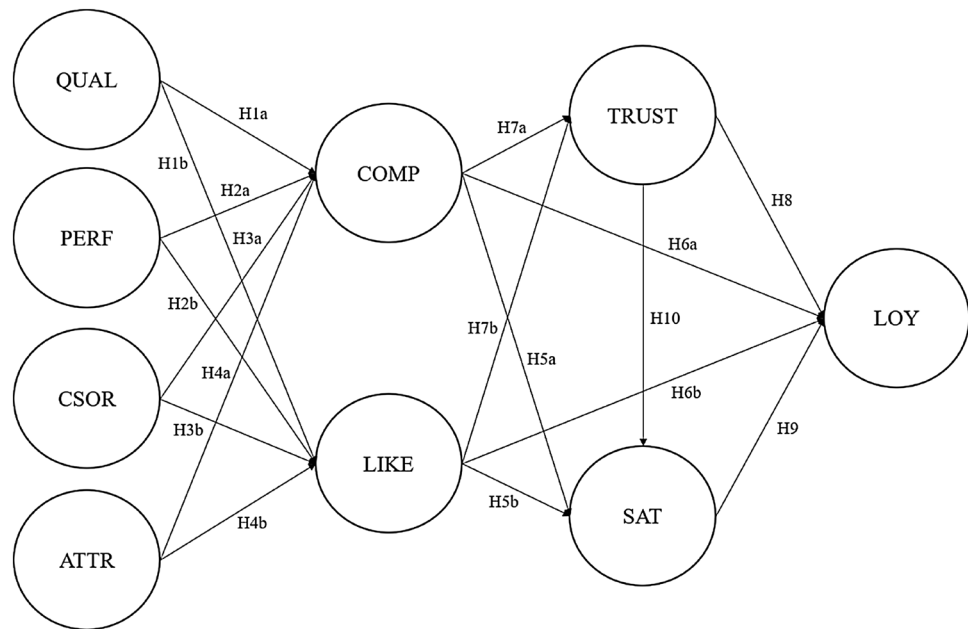 QUAL
PERF
CSOR
ATTR
H1a
H1b
H2a
H3a
H2b
H4a
H3b
H4b
COMP
LIKE
H7a
H6a
H7b
H5a
H6b
H5b
TRUST
H10
SAT
H8
H9
LOY